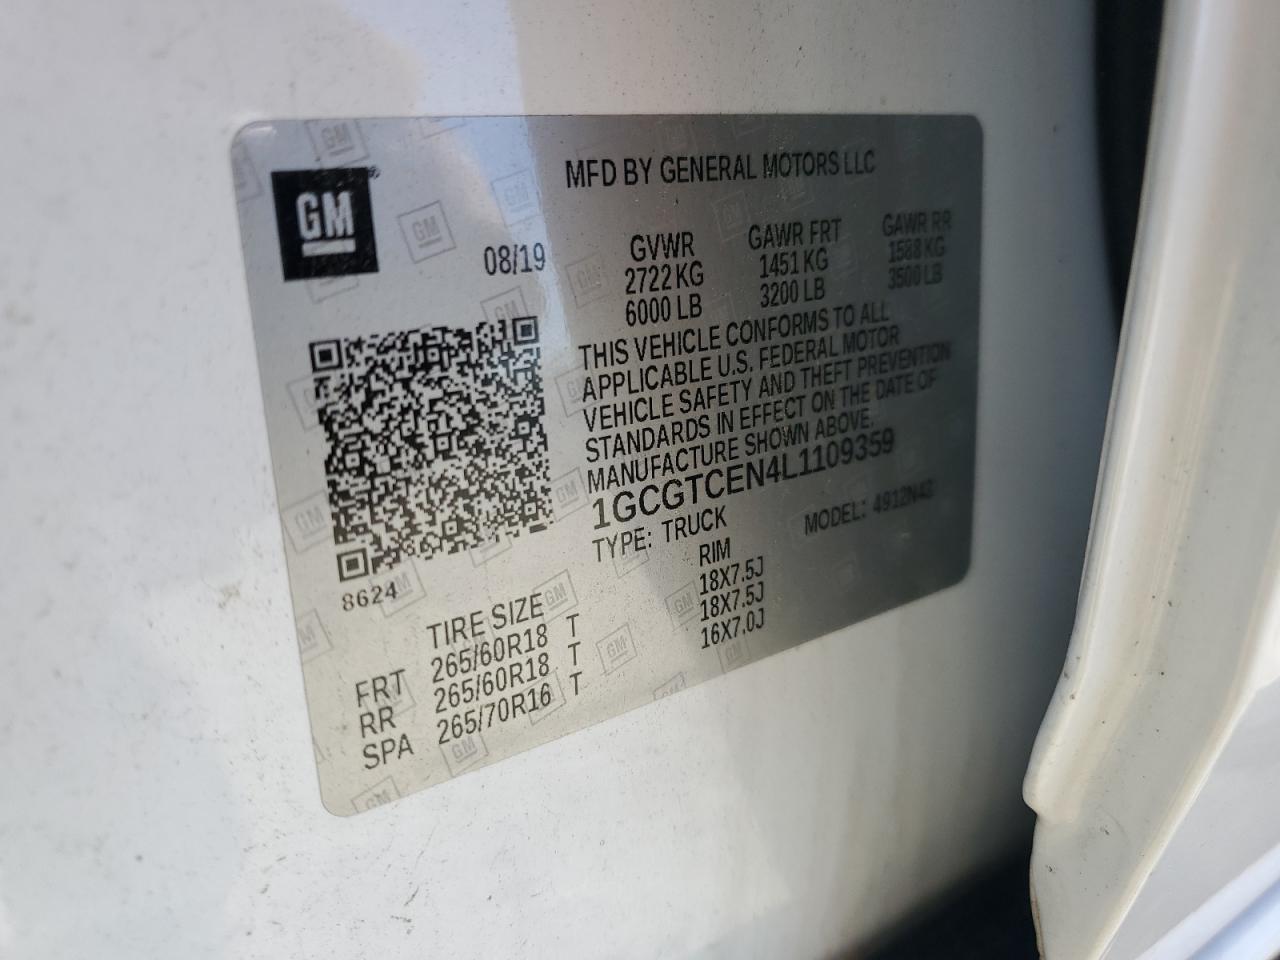 GM
MFD BY GENERAL MOTORS LLC
08/19
GVWR GAWR FRT GAWR RR
2722 KG 1451 KG 1588 KG
6000 LB 3200 LB 3500 LB
THIS VEHICLE CONFORMS TO ALL
APPLICABLE U.S. FEDERAL MOTOR
VEHICLE SAFETY AND THEFT PREVENTION
STANDARDS IN EFFECT ON THE DATE OF
MANUFACTURE SHOWN ABOVE.
1GCGTCEN4L1109359
TYPE: TRUCK MODEL: 4912N43
8624
TIRE SIZE RIM
FRT 265/60R18 T 18X7.5J
RR 265/60R18 T 18X7.5J
SPA 265/70R16 T 16X7.0J